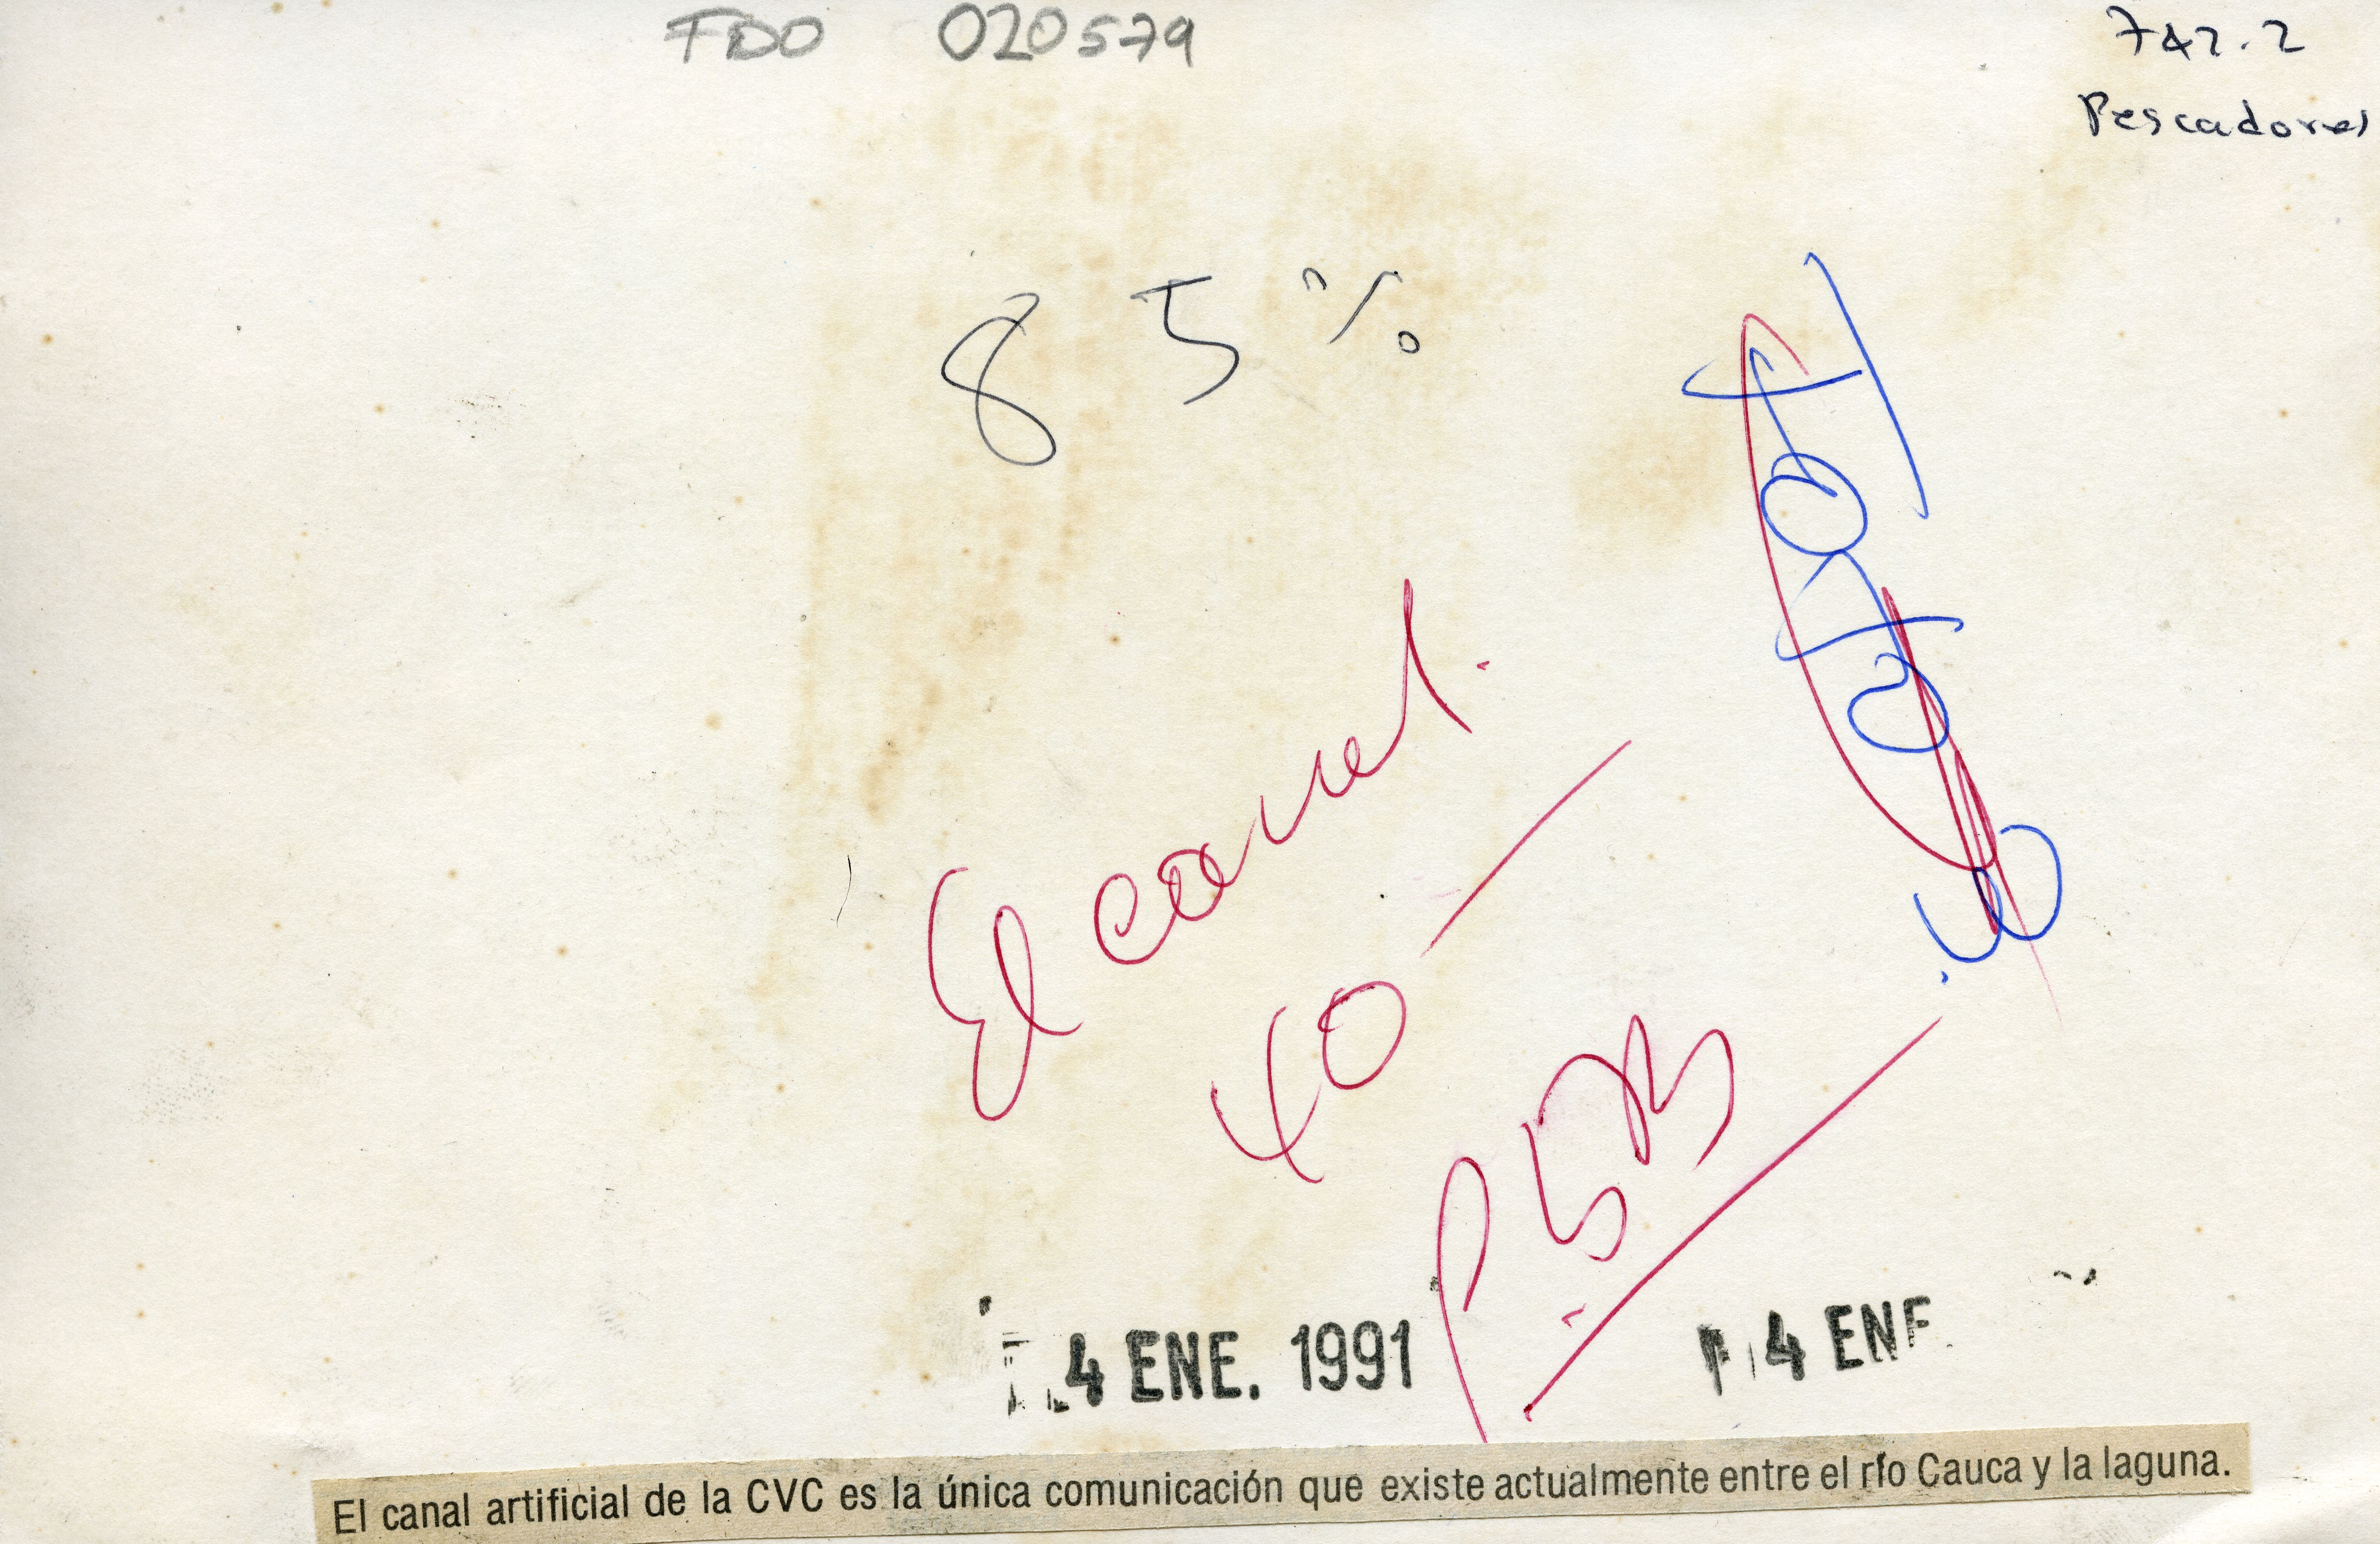 FDO 020579
742.2
Pescadores
85%
El canal.
40
4 ENE. 1991
4 ENE
El canal artificial de la CVC es la única comunicación que existe actualmente entre el río Cauca y la laguna.